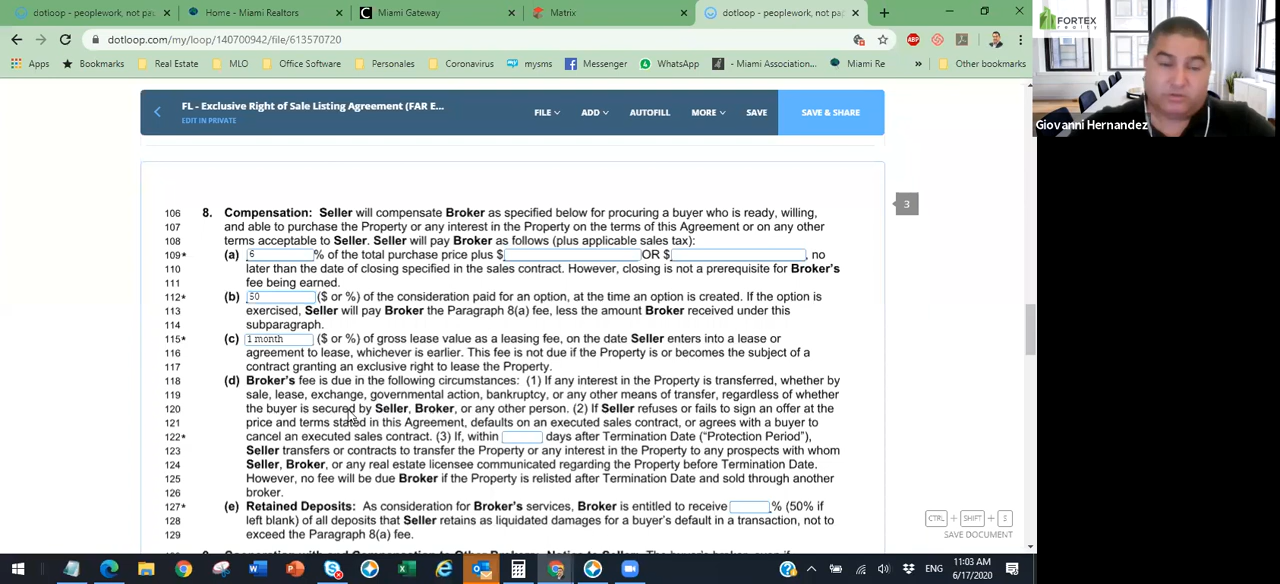 dotloop - peoplework, not pa
Home - Miami Realtors
Miami Gateway
Matrix
dotloop - peoplework, not pap
dotloop.com/my/loop/140700942/file/613570720
ABP
Apps
Bookmarks
Real Estate
MLO
Office Software
Personales
Coronavirus
mysms
Messenger
WhatsApp
- Miami Association...
Miami Re
»
Other bookmarks
FORTEX
realty
Giovanni Hernandez
FL - Exclusive Right of Sale Listing Agreement (FAR E...
EDIT IN PRIVATE
FILE
ADD
AUTOFILL
MORE
SAVE
SAVE & SHARE
3
106 8. Compensation: Seller will compensate Broker as specified below for procuring a buyer who is ready, willing,
107 and able to purchase the Property or any interest in the Property on the terms of this Agreement or on any other
108 terms acceptable to Seller. Seller will pay Broker as follows (plus applicable sales tax):
109* (a) 6 % of the total purchase price plus $ OR $ , no
110 later than the date of closing specified in the sales contract. However, closing is not a prerequisite for Broker's
111 fee being earned.
112* (b) 50 ($ or %) of the consideration paid for an option, at the time an option is created. If the option is
113 exercised, Seller will pay Broker the Paragraph 8(a) fee, less the amount Broker received under this
114 subparagraph.
115* (c) 1 month ($ or %) of gross lease value as a leasing fee, on the date Seller enters into a lease or
116 agreement to lease, whichever is earlier. This fee is not due if the Property is or becomes the subject of a
117 contract granting an exclusive right to lease the Property.
118 (d) Broker's fee is due in the following circumstances: (1) If any interest in the Property is transferred, whether by
119 sale, lease, exchange, governmental action, bankruptcy, or any other means of transfer, regardless of whether
120 the buyer is secured by Seller, Broker, or any other person. (2) If Seller refuses or fails to sign an offer at the
121 price and terms stated in this Agreement, defaults on an executed sales contract, or agrees with a buyer to
122* cancel an executed sales contract. (3) If, within days after Termination Date ("Protection Period"),
123 Seller transfers or contracts to transfer the Property or any interest in the Property to any prospects with whom
124 Seller, Broker, or any real estate licensee communicated regarding the Property before Termination Date.
125 However, no fee will be due Broker if the Property is relisted after Termination Date and sold through another
126 broker.
127* (e) Retained Deposits: As consideration for Broker's services, Broker is entitled to receive % (50% if
128 left blank) of all deposits that Seller retains as liquidated damages for a buyer's default in a transaction, not to
129 exceed the Paragraph 8(a) fee.
CTRL + SHIFT + S
SAVE DOCUMENT
ENG
11:03 AM
6/17/2020